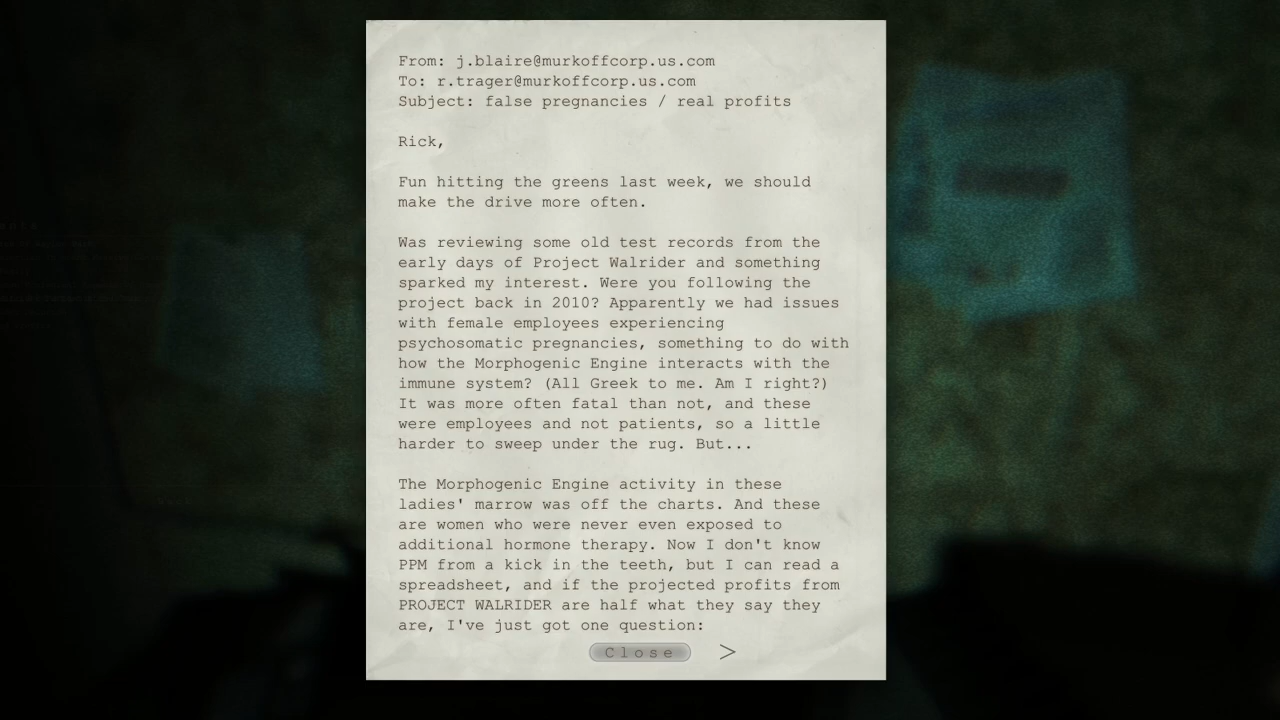 From: j.blaire@murkoffcorp.us.com
To: r.trager@murkoffcorp.us.com
Subject: false pregnancies / real profits
Rick,
Fun hitting the greens last week, we should
make the drive more often.
Was reviewing some old test records from the
early days of Project Walrider and something
sparked my interest. Were you following the
project back in 2010? Apparently we had issues
with female employees experiencing
psychosomatic pregnancies, something to do with
how the Morphogenic Engine interacts with the
immune system? (All Greek to me. Am I right?)
It was more often fatal than not, and these
were employees and not patients, so a little
harder to sweep under the rug. But...
The Morphogenic Engine activity in these
ladies' marrow was off the charts. And these
are women who were never even exposed to
additional hormone therapy. Now I don't know
PPM from a kick in the teeth, but I can read a
spreadsheet, and if the projected profits from
PROJECT WALRIDER are half what they say they
are, I've just got one question:
Close >